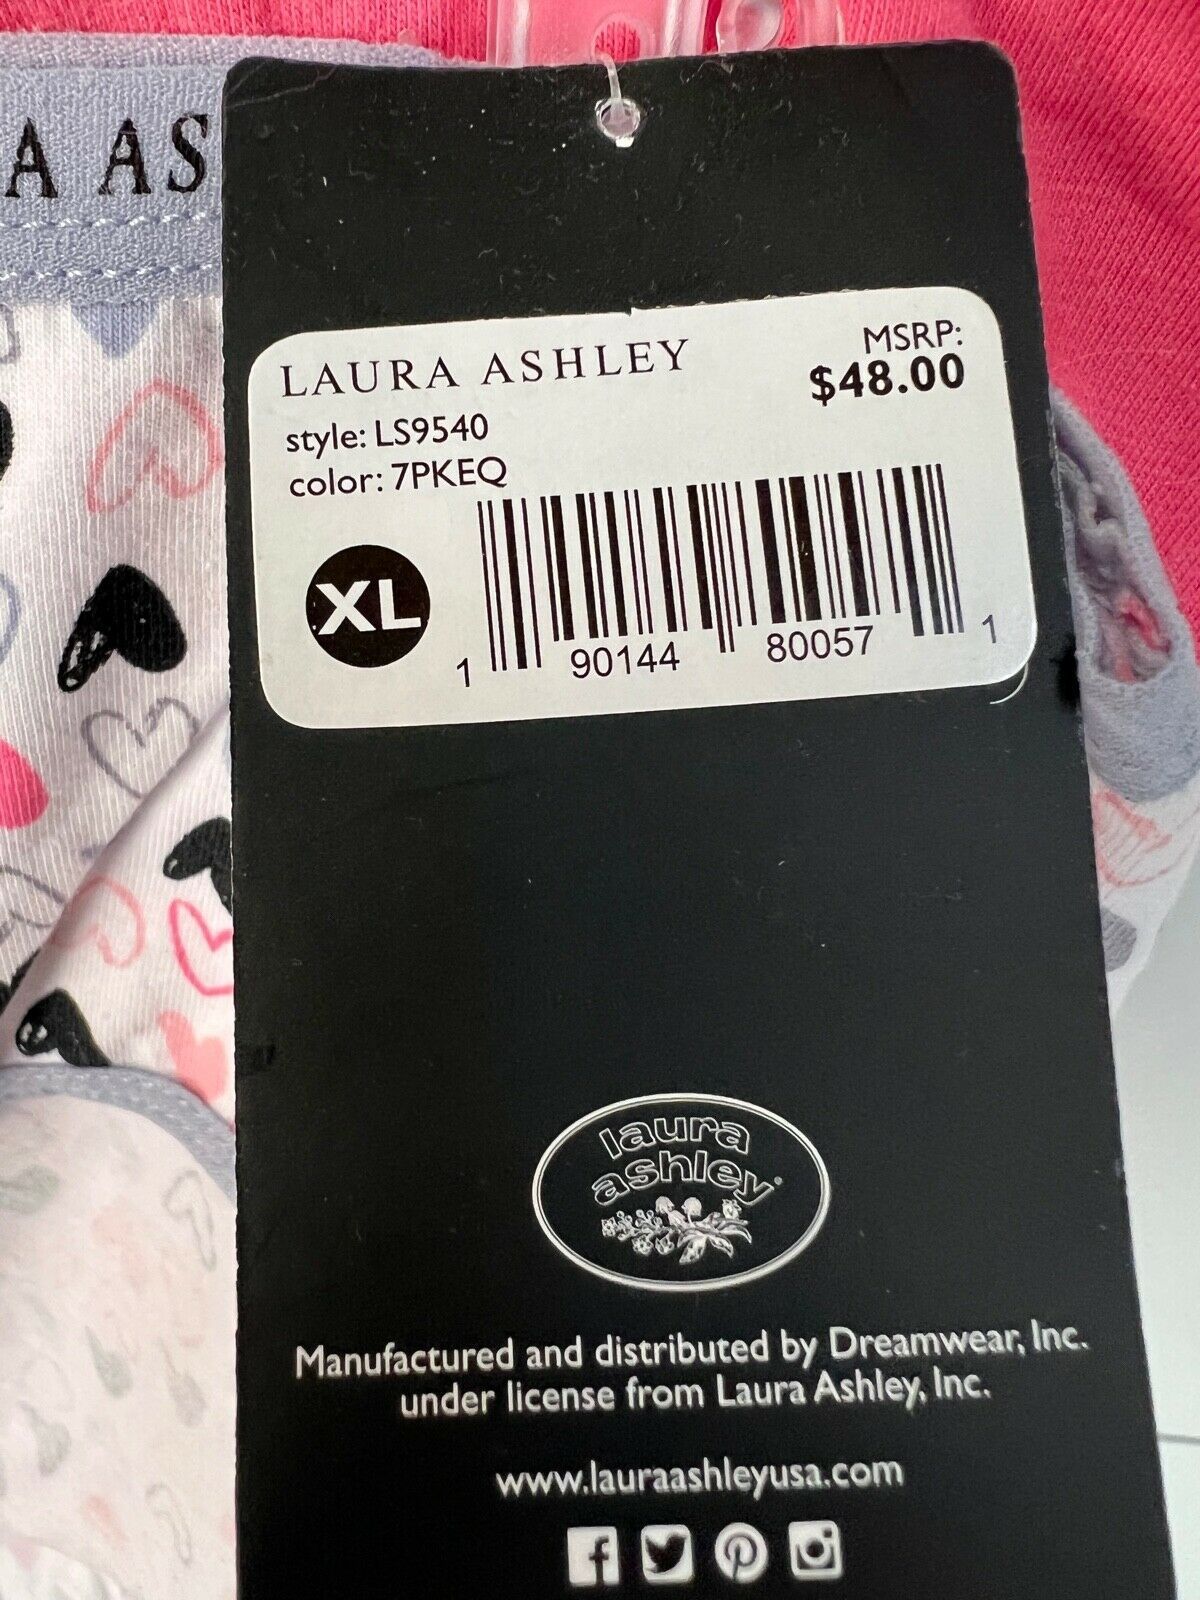 A AS
LAURA ASHLEY
MSRP:
$48.00
style: LS9540
color: 7PKEQ
XL
1 90144 80057 1
laura
ashley
Manufactured and distributed by Dreamwear, Inc.
under license from Laura Ashley, Inc.
www.lauraashleyusa.com